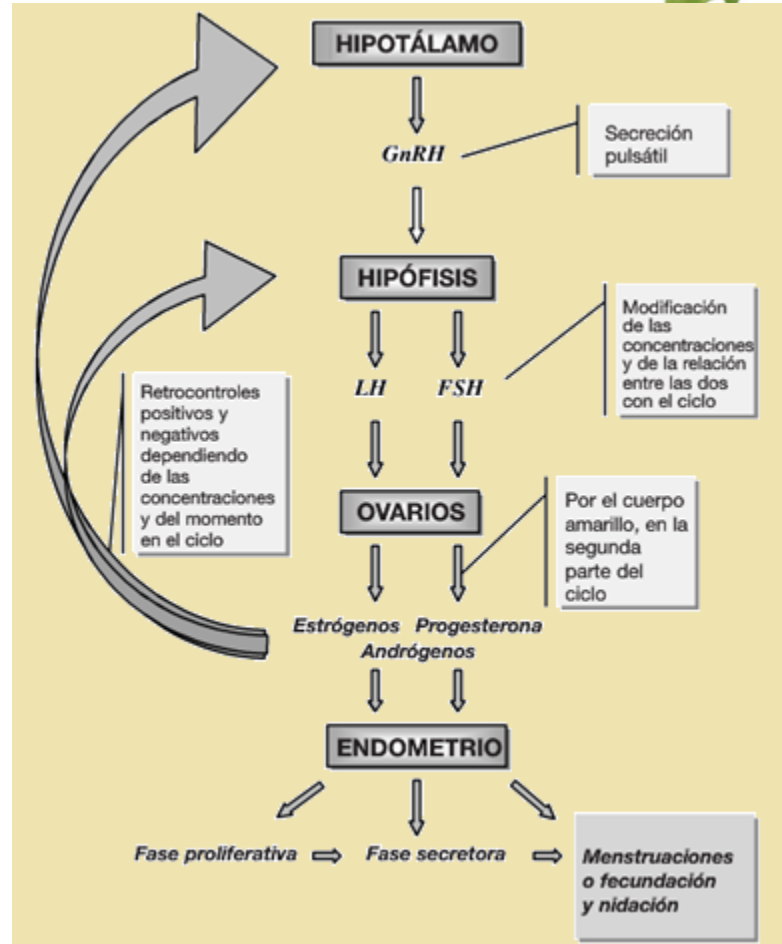 HIPOTÁLAMO
GnRH
Secreción
pulsátil
HIPÓFISIS
Modificación
de las
concentraciones
y de la relación
entre las dos
con el ciclo
LH FSH
Retrocontroles
positivos y
negativos
dependiendo
de las
concentraciones
y del momento
en el ciclo
OVARIOS
Por el cuerpo
amarillo, en la
segunda
parte del
ciclo
Estrógenos Progesterona
Andrógenos
ENDOMETRIO
Fase proliferativa Fase secretora
Menstruaciones
o fecundación
y nidación